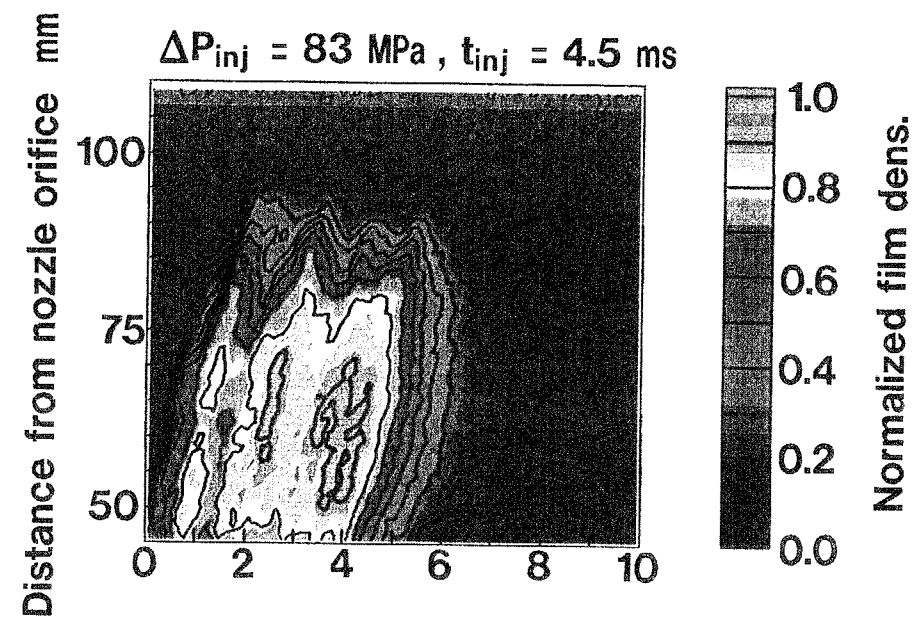 ΔPinj = 83 MPa , tinj = 4.5 ms
Distance from nozzle orifice mm
100
75
50
0 2 4 6 8 10
1.0
0.8
0.6
0.4
0.2
0.0
Normalized film dens.